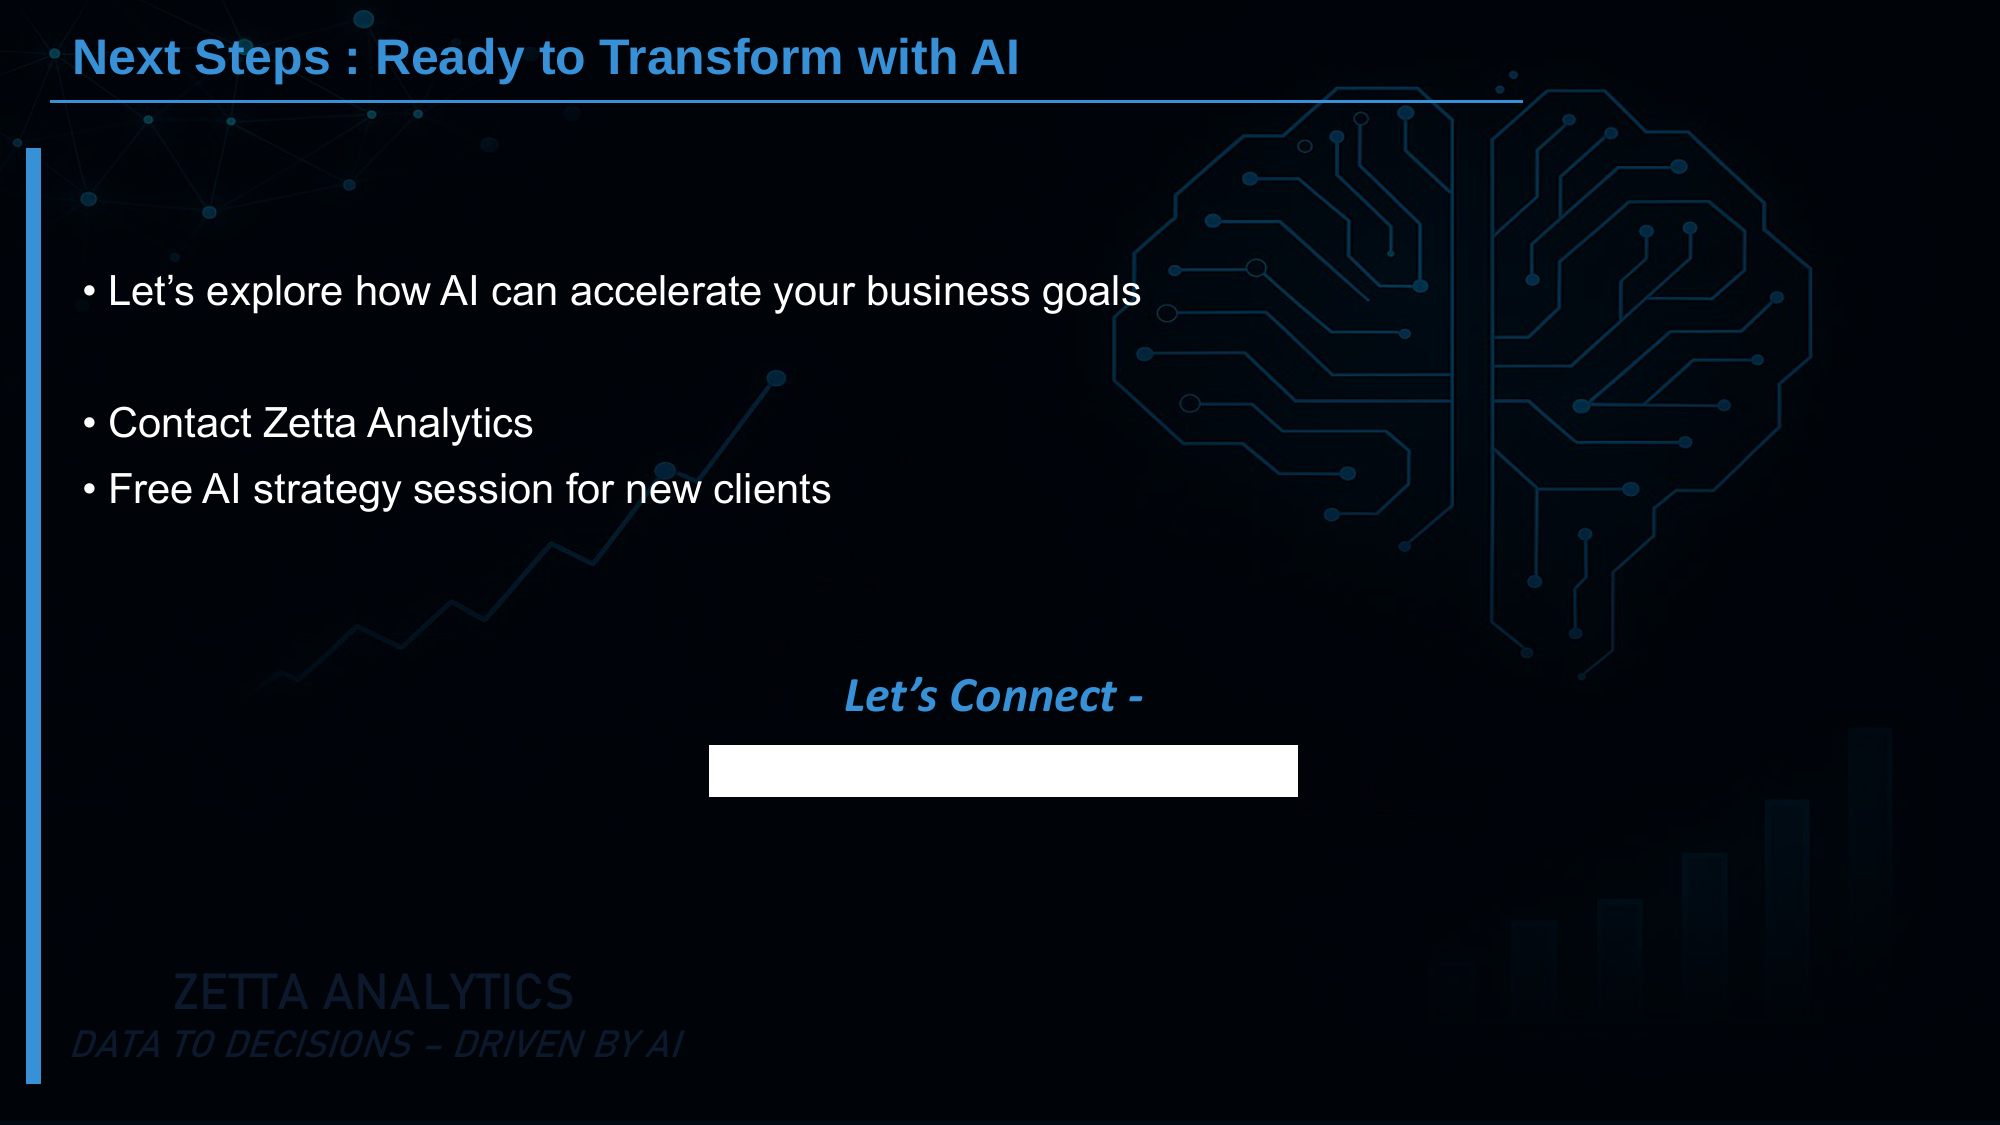 Next Steps : Ready to Transform with AI
• Let’s explore how AI can accelerate your business goals
• Contact Zetta Analytics
• Free AI strategy session for new clients
Let’s Connect -
ZETTA ANALYTICS
DATA TO DECISIONS – DRIVEN BY AI